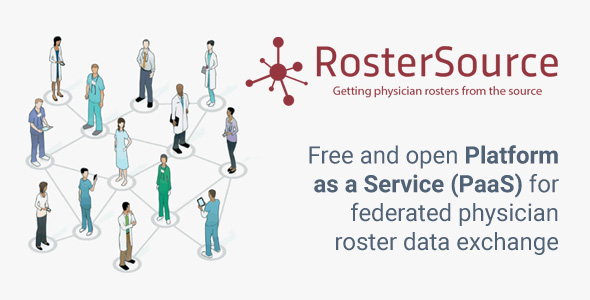 RosterSource
Getting physician rosters from the source
Free and open Platform
as a Service (PaaS) for
federated physician
roster data exchange